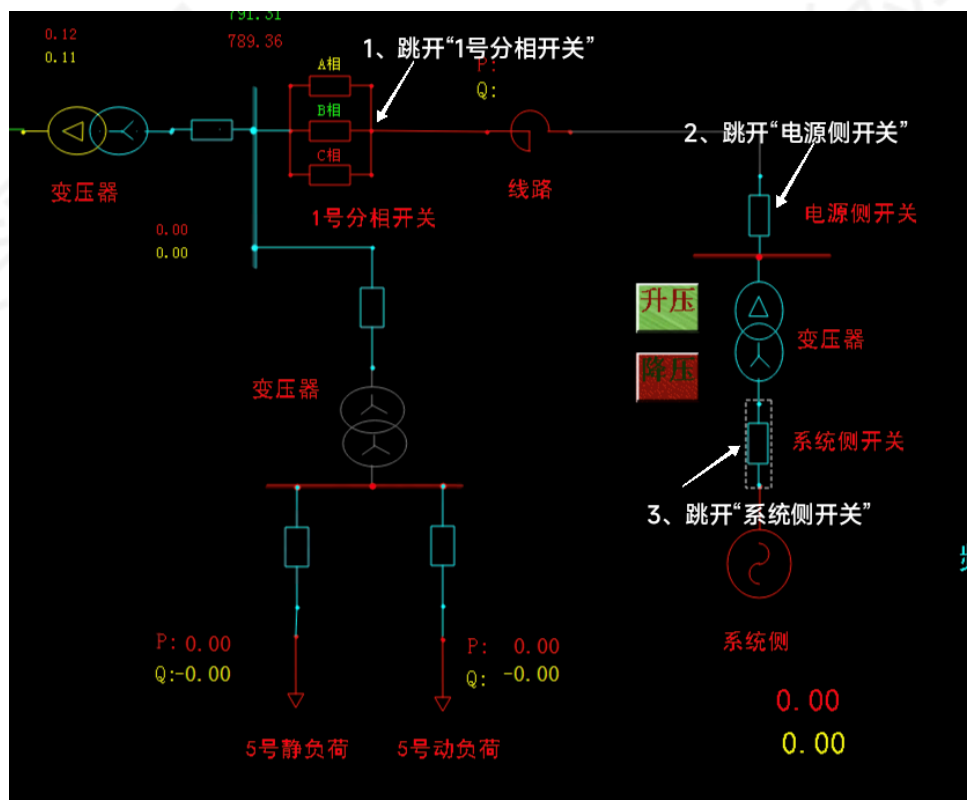 791.31
0.12
789.36
1、跳开“1号分相开关”
0.11
A相
P:
Q:
B相
2、跳开“电源侧开关”
C相
变压器
线路
1号分相开关
电源侧开关
0.00
0.00
升压
变压器
降压
变压器
系统侧开关
3、跳开“系统侧开关”
P: 0.00
Q:-0.00
P: 0.00
Q: -0.00
系统侧
0.00
0.00
5号静负荷
5号动负荷